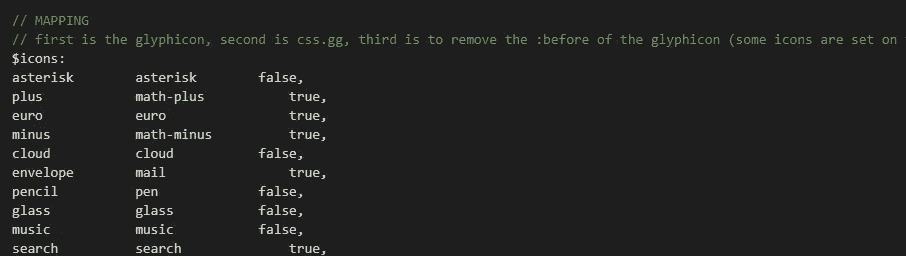 // MAPPING
// first is the glyphicon, second is css.gg, third is to remove the :before of the glyphicon (some icons are set on
$icons:
asterisk asterisk false,
plus math-plus true,
euro euro true,
minus math-minus true,
cloud cloud false,
envelope mail true,
pencil pen false,
glass glass false,
music music false,
search search true,